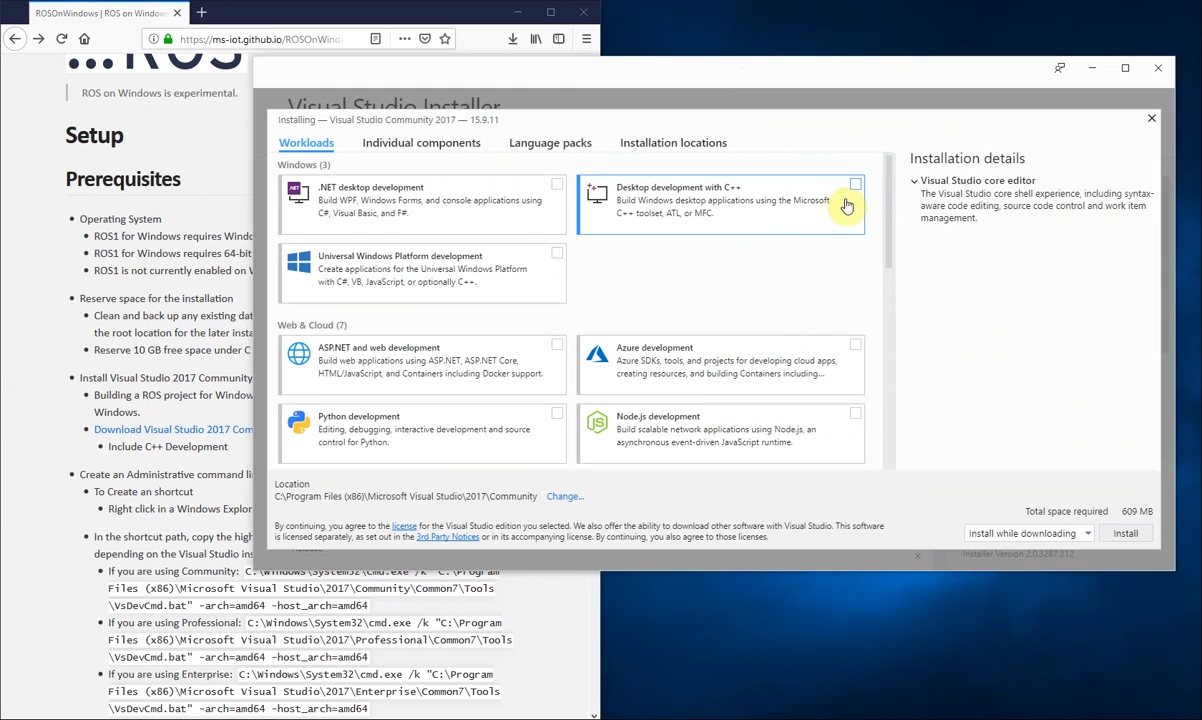 ROSOnWindows | ROS on Windows
https://ms-iot.github.io/ROSOnWind
...ROS
ROS on Windows is experimental.
Setup
Prerequisites
Operating System
ROS1 for Windows requires Windo
ROS1 for Windows requires 64-bit
ROS1 is not currently enabled on W
Reserve space for the installation
Clean and back up any existing dat
the root location for the later insta
Reserve 10 GB free space under C
Install Visual Studio 2017 Community
Building a ROS project for Window
Windows.
Download Visual Studio 2017 Com
Include C++ Development
Create an Administrative command li
To Create an shortcut
Right click in a Windows Explor
In the shortcut path, copy the high
depending on the Visual Studio ins
If you are using Community: C:\Windows\System32\cmd.exe /k "C:\Program
Files (x86)\Microsoft Visual Studio\2017\Community\Common7\Tools
\VsDevCmd.bat" -arch=amd64 -host_arch=amd64
If you are using Professional: C:\Windows\System32\cmd.exe /k "C:\Program
Files (x86)\Microsoft Visual Studio\2017\Professional\Common7\Tools
\VsDevCmd.bat" -arch=amd64 -host_arch=amd64
If you are using Enterprise: C:\Windows\System32\cmd.exe /k "C:\Program
Files (x86)\Microsoft Visual Studio\2017\Enterprise\Common7\Tools
\VsDevCmd.bat" -arch=amd64 -host_arch=amd64
Visual Studio Installer
Installing — Visual Studio Community 2017 — 15.9.11
Workloads
Individual components
Language packs
Installation locations
Windows (3)
.NET desktop development
Build WPF, Windows Forms, and console applications using
C#, Visual Basic, and F#.
Desktop development with C++
Build Windows desktop applications using the Microsoft
C++ toolset, ATL, or MFC.
Universal Windows Platform development
Create applications for the Universal Windows Platform
with C#, VB, JavaScript, or optionally C++.
Web & Cloud (7)
ASP.NET and web development
Build web applications using ASP.NET, ASP.NET Core,
HTML/JavaScript, and Containers including Docker support.
Azure development
Azure SDKs, tools, and projects for developing cloud apps,
creating resources, and building Containers including...
Python development
Editing, debugging, interactive development and source
control for Python.
Node.js development
Build scalable network applications using Node.js, an
asynchronous event-driven JavaScript runtime.
Installation details
Visual Studio core editor
The Visual Studio core shell experience, including syntax-
aware code editing, source code control and work item
management.
Location
C:\Program Files (x86)\Microsoft Visual Studio\2017\Community Change...
By continuing, you agree to the license for the Visual Studio edition you selected. We also offer the ability to download other software with Visual Studio. This software
is licensed separately, as set out in the 3rd Party Notices or in its accompanying license. By continuing, you also agree to those licenses.
Total space required 609 MB
Install while downloading
Install
Installer Version 2.0.3287.312